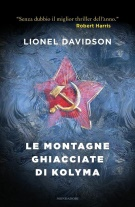 "Senza dubbio il miglior thriller dell'anno."
Robert Harris
LIONEL DAVIDSON
LE MONTAGNE
GHIACCIATE
DI KOLYMA